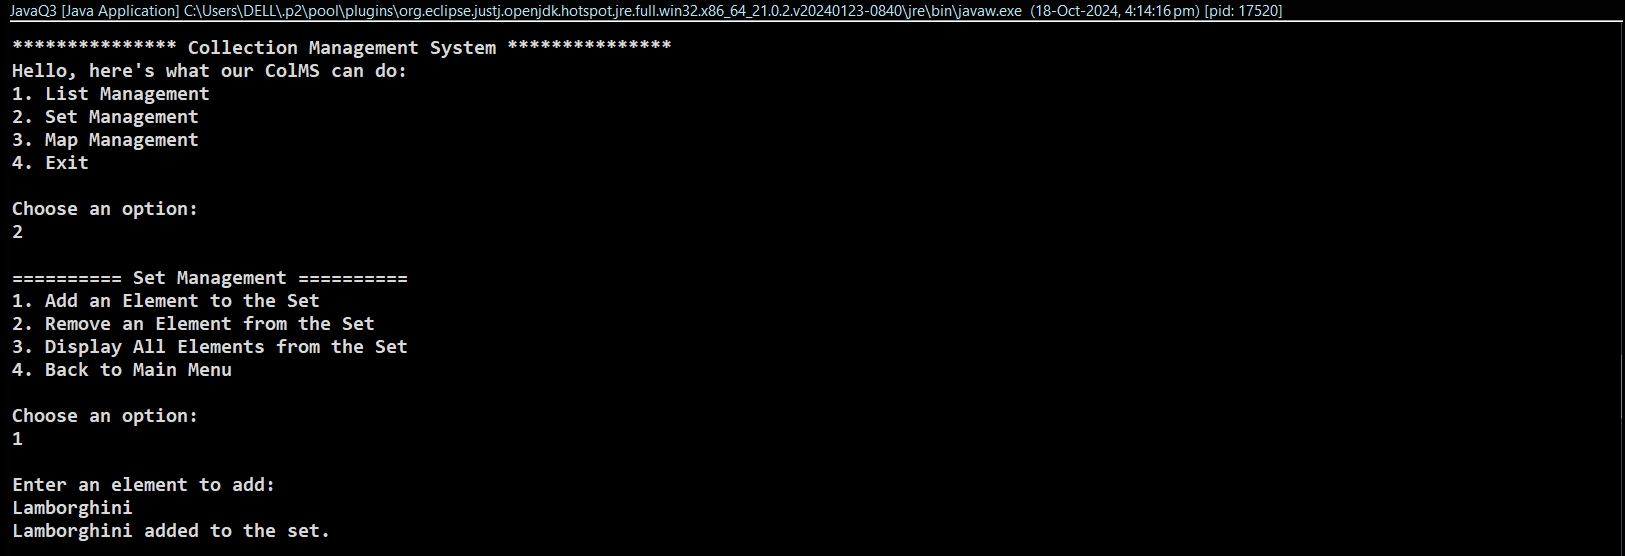 JavaQ3 [Java Application] C:\Users\DELL\.p2\pool\plugins\org.eclipse.justj.openjdk.hotspot.jre.full.win32.x86_64_21.0.2.v20240123-0840\jre\bin\javaw.exe (18-Oct-2024, 4:14:16 pm) [pid: 17520]
*************** Collection Management System ***************
Hello, here's what our ColMS can do:
1. List Management
2. Set Management
3. Map Management
4. Exit
Choose an option:
2
========== Set Management ==========
1. Add an Element to the Set
2. Remove an Element from the Set
3. Display All Elements from the Set
4. Back to Main Menu
Choose an option:
1
Enter an element to add:
Lamborghini
Lamborghini added to the set.